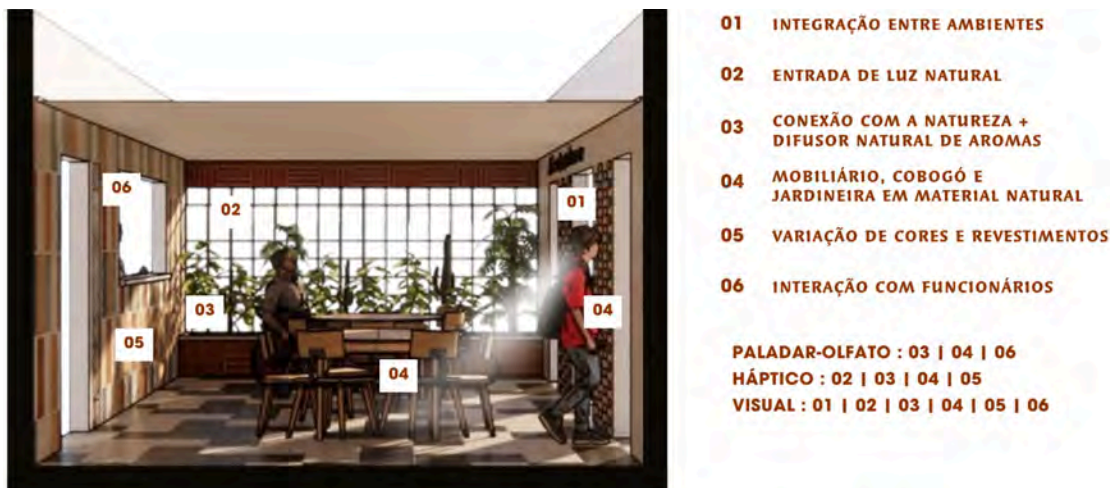 06
02
01
03
04
05
04
01 INTEGRAÇÃO ENTRE AMBIENTES
02 ENTRADA DE LUZ NATURAL
03 CONEXÃO COM A NATUREZA +
DIFUSOR NATURAL DE AROMAS
04 MOBILIÁRIO, COBOGÓ E
JARDINEIRA EM MATERIAL NATURAL
05 VARIAÇÃO DE CORES E REVESTIMENTOS
06 INTERAÇÃO COM FUNCIONÁRIOS
PALADAR-OLFATO : 03 | 04 | 06
HÁPTICO : 02 | 03 | 04 | 05
VISUAL : 01 | 02 | 03 | 04 | 05 | 06